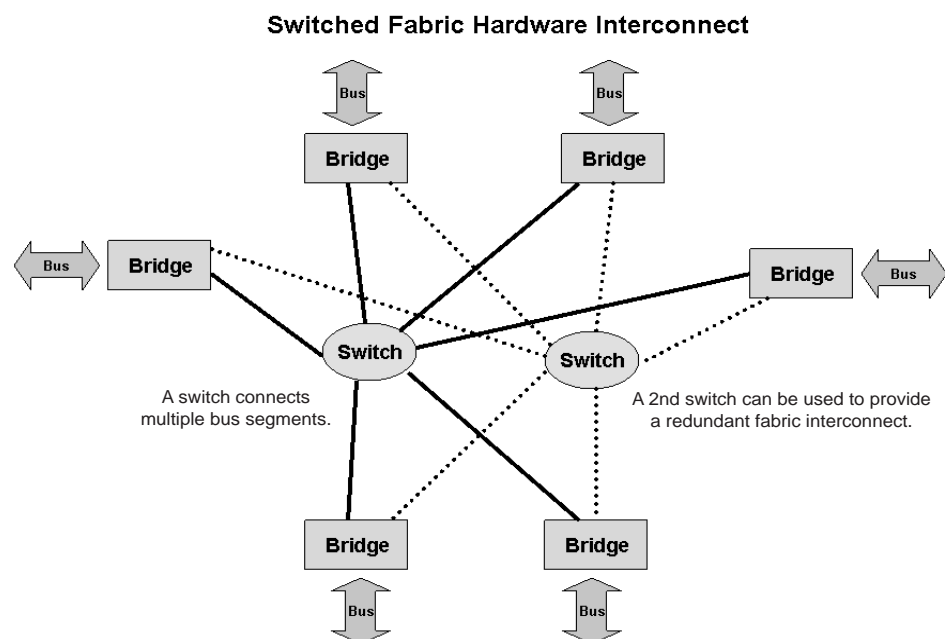 Switched Fabric Hardware Interconnect
Bus
Bus
Bridge
Bridge
Bus
Bridge
Bridge
Bus
Switch
Switch
A switch connects
multiple bus segments.
A 2nd switch can be used to provide
a redundant fabric interconnect.
Bridge
Bridge
Bus
Bus